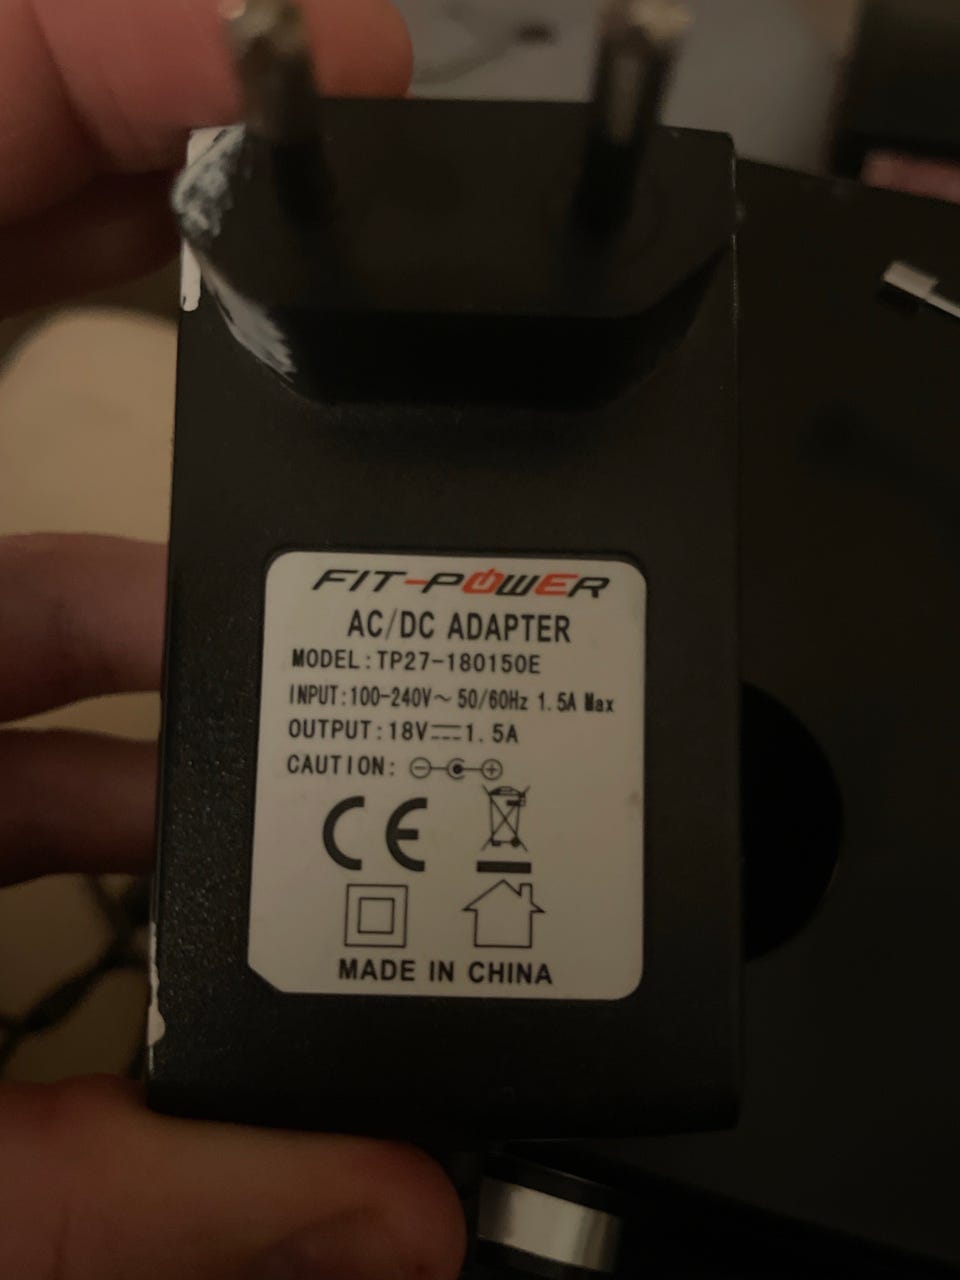 FIT-POWER
AC/DC ADAPTER
MODEL:TP27-180150E
INPUT:100-240V~ 50/60Hz 1.5A Max
OUTPUT:18V⎓1.5A
CAUTION:
CE
MADE IN CHINA